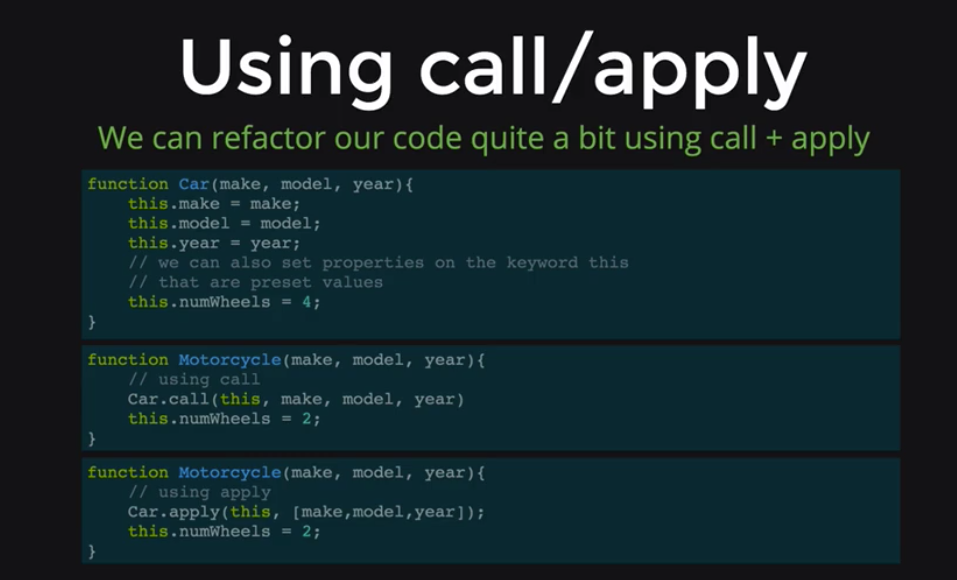 Using call/apply
We can refactor our code quite a bit using call + apply
function Car(make, model, year){
    this.make = make;
    this.model = model;
    this.year = year;
    // we can also set properties on the keyword this
    // that are preset values
    this.numWheels = 4;
}
function Motorcycle(make, model, year){
    // using call
    Car.call(this, make, model, year)
    this.numWheels = 2;
}
function Motorcycle(make, model, year){
    // using apply
    Car.apply(this, [make,model,year]);
    this.numWheels = 2;
}